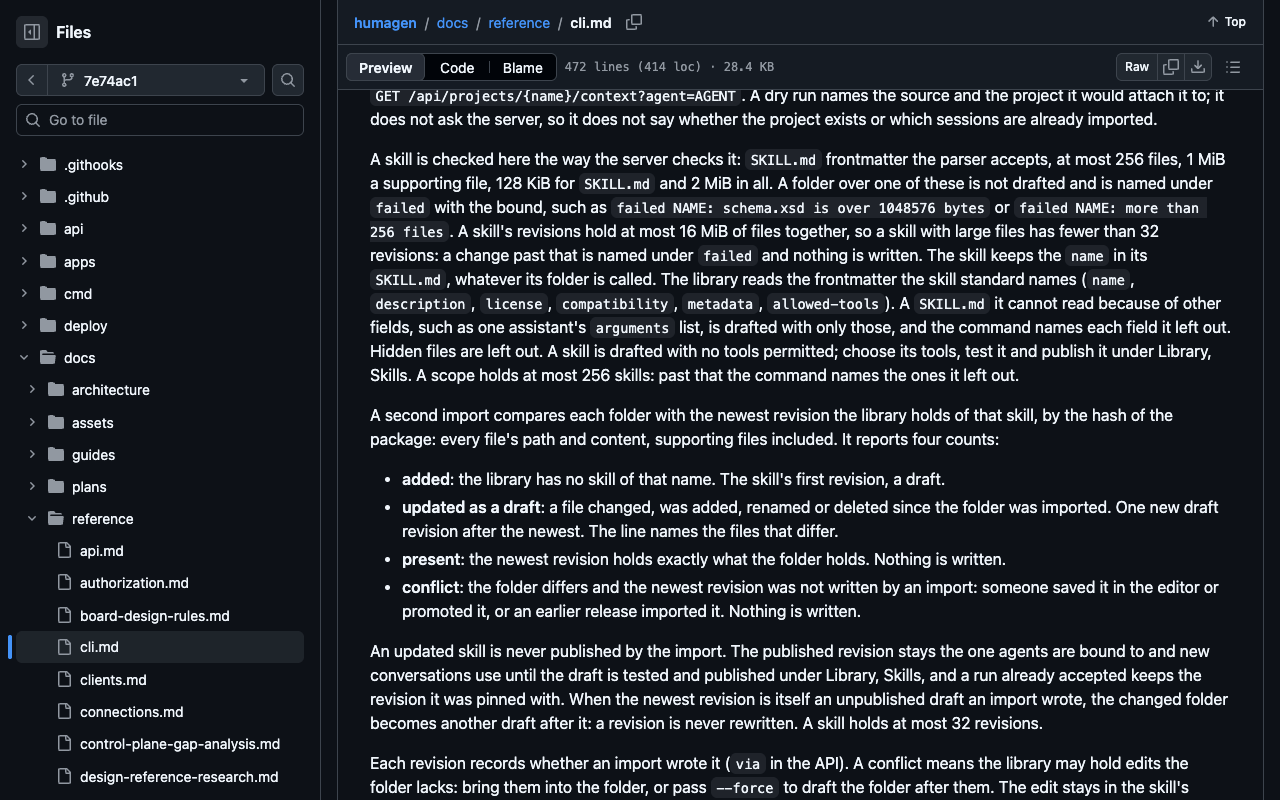 Files
7e74ac1
Go to file
.githooks
.github
api
apps
cmd
deploy
docs
architecture
assets
guides
plans
reference
api.md
authorization.md
board-design-rules.md
cli.md
clients.md
connections.md
control-plane-gap-analysis.md
design-reference-research.md
humagen / docs / reference / cli.md
Top
Preview Code Blame 472 lines (414 loc) · 28.4 KB
Raw
GET /api/projects/{name}/context?agent=AGENT. A dry run names the source and the project it would attach it to; it
does not ask the server, so it does not say whether the project exists or which sessions are already imported.
A skill is checked here the way the server checks it: SKILL.md frontmatter the parser accepts, at most 256 files, 1 MiB
a supporting file, 128 KiB for SKILL.md and 2 MiB in all. A folder over one of these is not drafted and is named under
failed with the bound, such as failed NAME: schema.xsd is over 1048576 bytes or failed NAME: more than
256 files. A skill's revisions hold at most 16 MiB of files together, so a skill with large files has fewer than 32
revisions: a change past that is named under failed and nothing is written. The skill keeps the name in its
SKILL.md, whatever its folder is called. The library reads the frontmatter the skill standard names (name,
description, license, compatibility, metadata, allowed-tools). A SKILL.md it cannot read because of other
fields, such as one assistant's arguments list, is drafted with only those, and the command names each field it left out.
Hidden files are left out. A skill is drafted with no tools permitted; choose its tools, test it and publish it under Library,
Skills. A scope holds at most 256 skills: past that the command names the ones it left out.
A second import compares each folder with the newest revision the library holds of that skill, by the hash of the
package: every file's path and content, supporting files included. It reports four counts:
• added: the library has no skill of that name. The skill's first revision, a draft.
• updated as a draft: a file changed, was added, renamed or deleted since the folder was imported. One new draft
revision after the newest. The line names the files that differ.
• present: the newest revision holds exactly what the folder holds. Nothing is written.
• conflict: the folder differs and the newest revision was not written by an import: someone saved it in the editor or
promoted it, or an earlier release imported it. Nothing is written.
An updated skill is never published by the import. The published revision stays the one agents are bound to and new
conversations use until the draft is tested and published under Library, Skills, and a run already accepted keeps the
revision it was pinned with. When the newest revision is itself an unpublished draft an import wrote, the changed folder
becomes another draft after it: a revision is never rewritten. A skill holds at most 32 revisions.
Each revision records whether an import wrote it (via in the API). A conflict means the library may hold edits the
folder lacks: bring them into the folder, or pass --force to draft the folder after them. The edit stays in the skill's